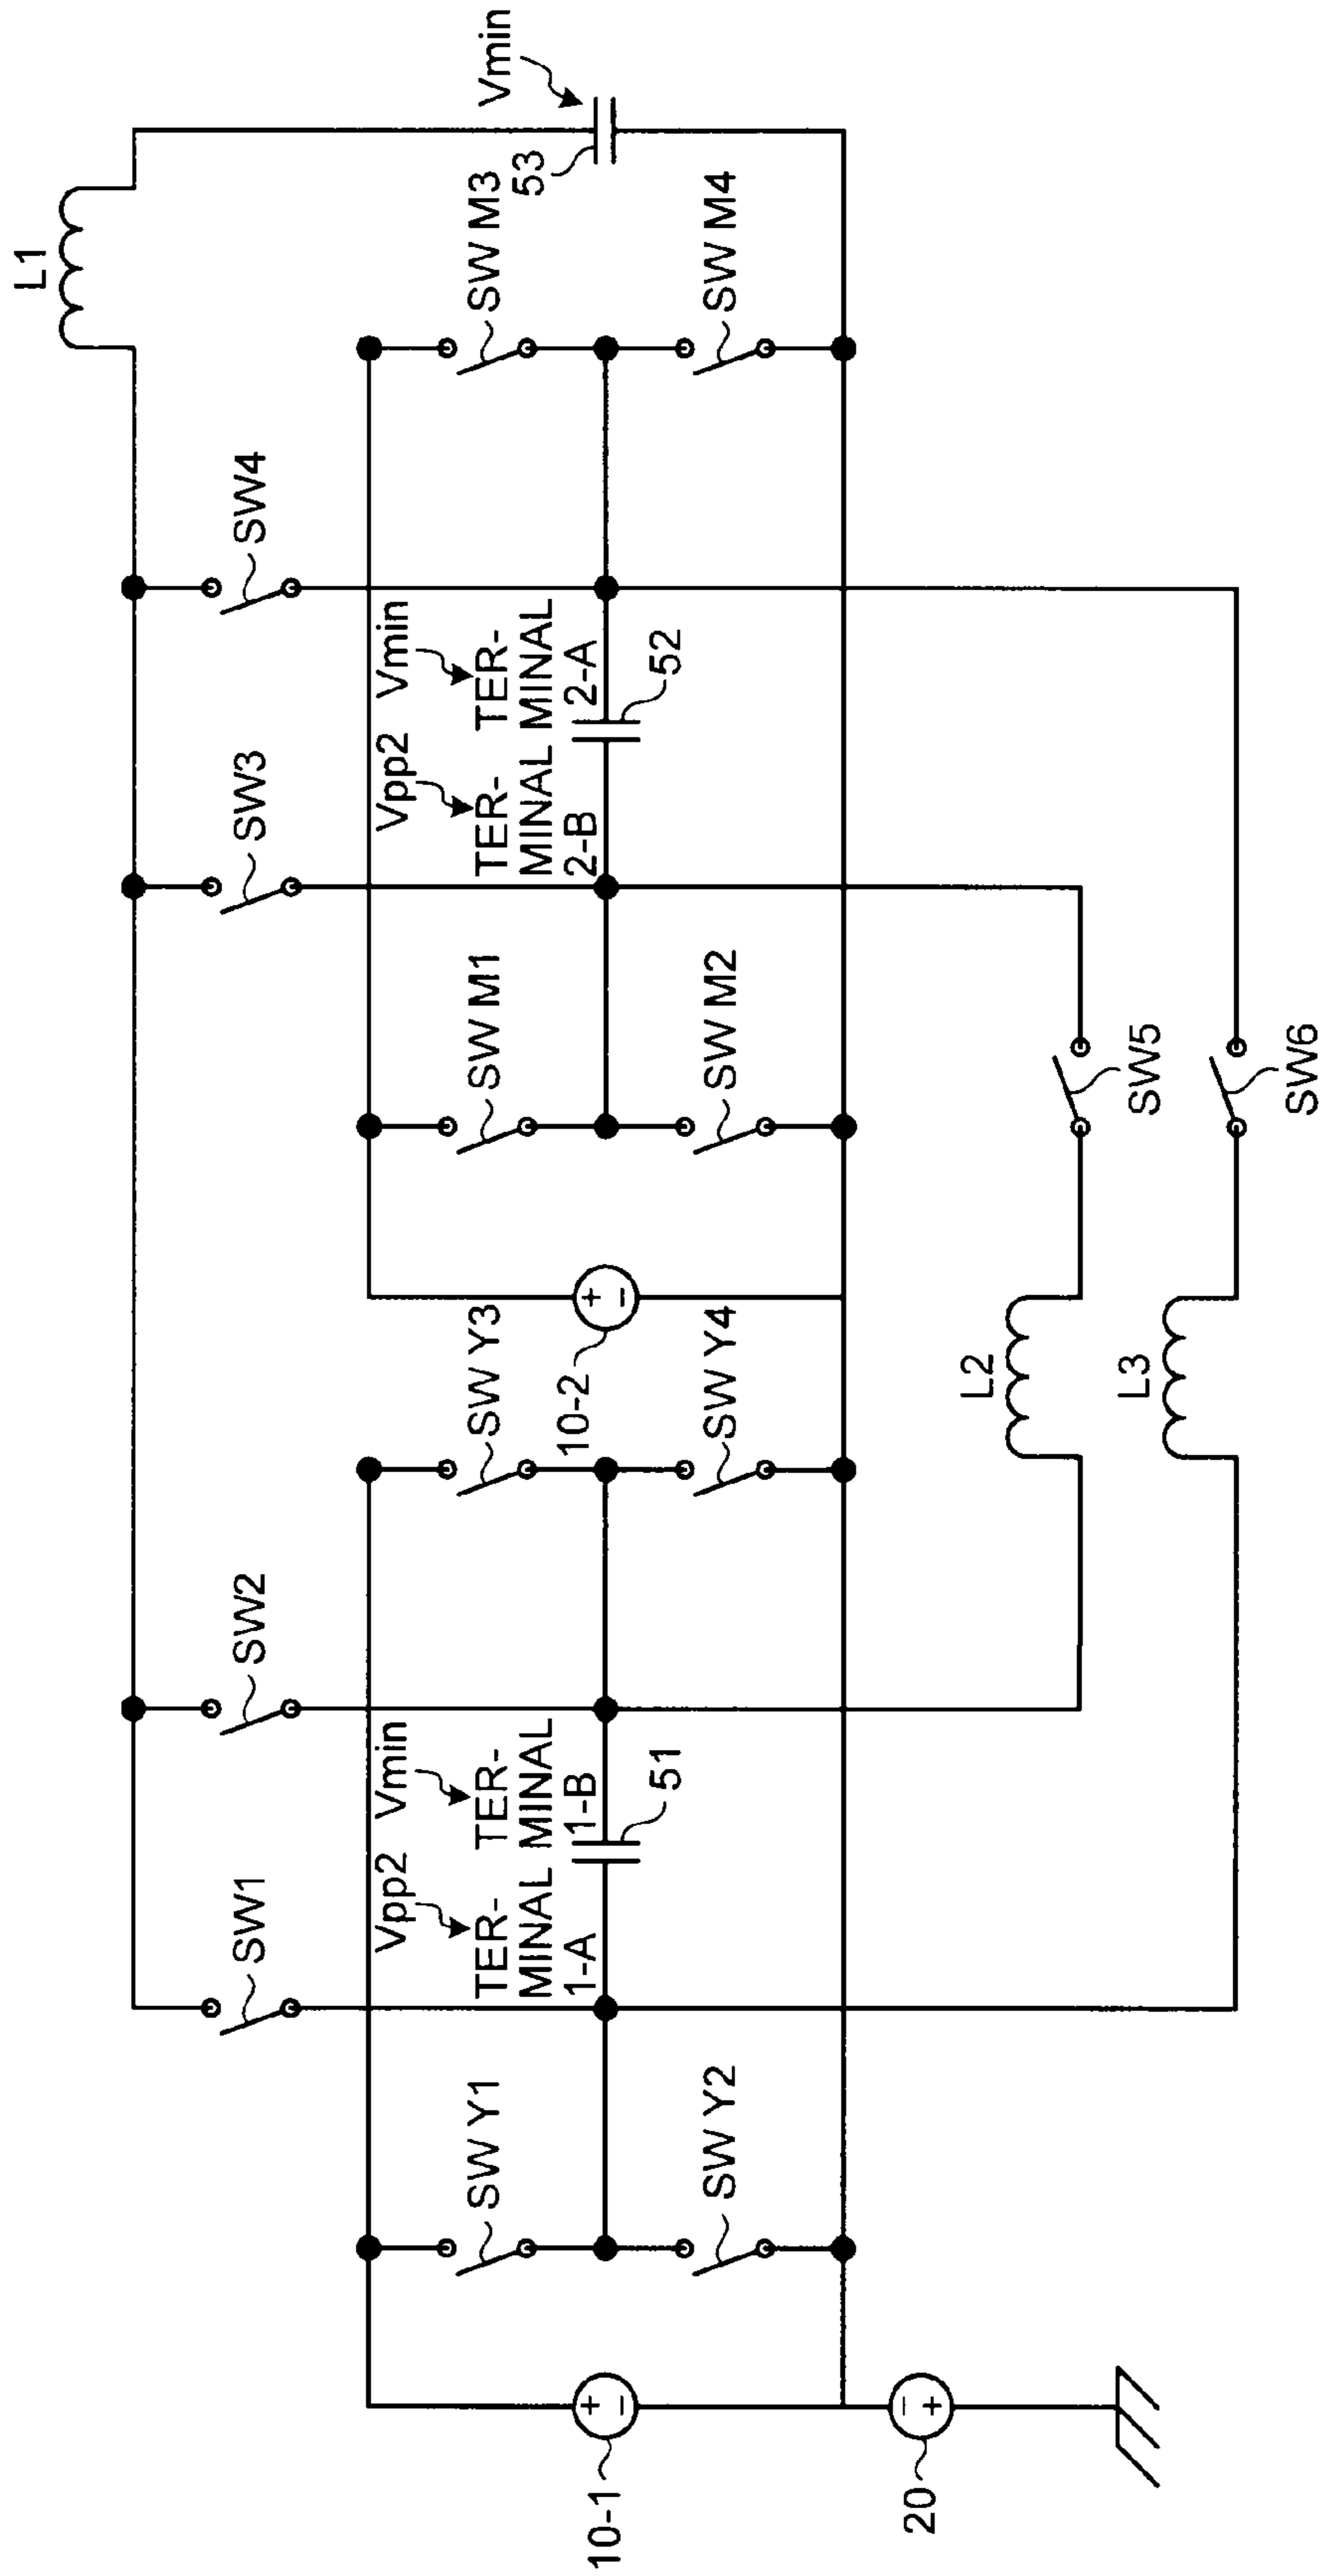 L1
SW1
SW2
SW3
SW4
Vpp2
Vmin
Vpp2
Vmin
Vmin
TER-
MINAL
1-A
TER-
MINAL
1-B
TER-
MINAL
2-B
TER-
MINAL
2-A
SW Y1
SW Y3
SW M1
SW M3
53
10-1
51
10-2
52
SW Y2
SW Y4
SW M2
SW M4
20
L2
SW5
L3
SW6